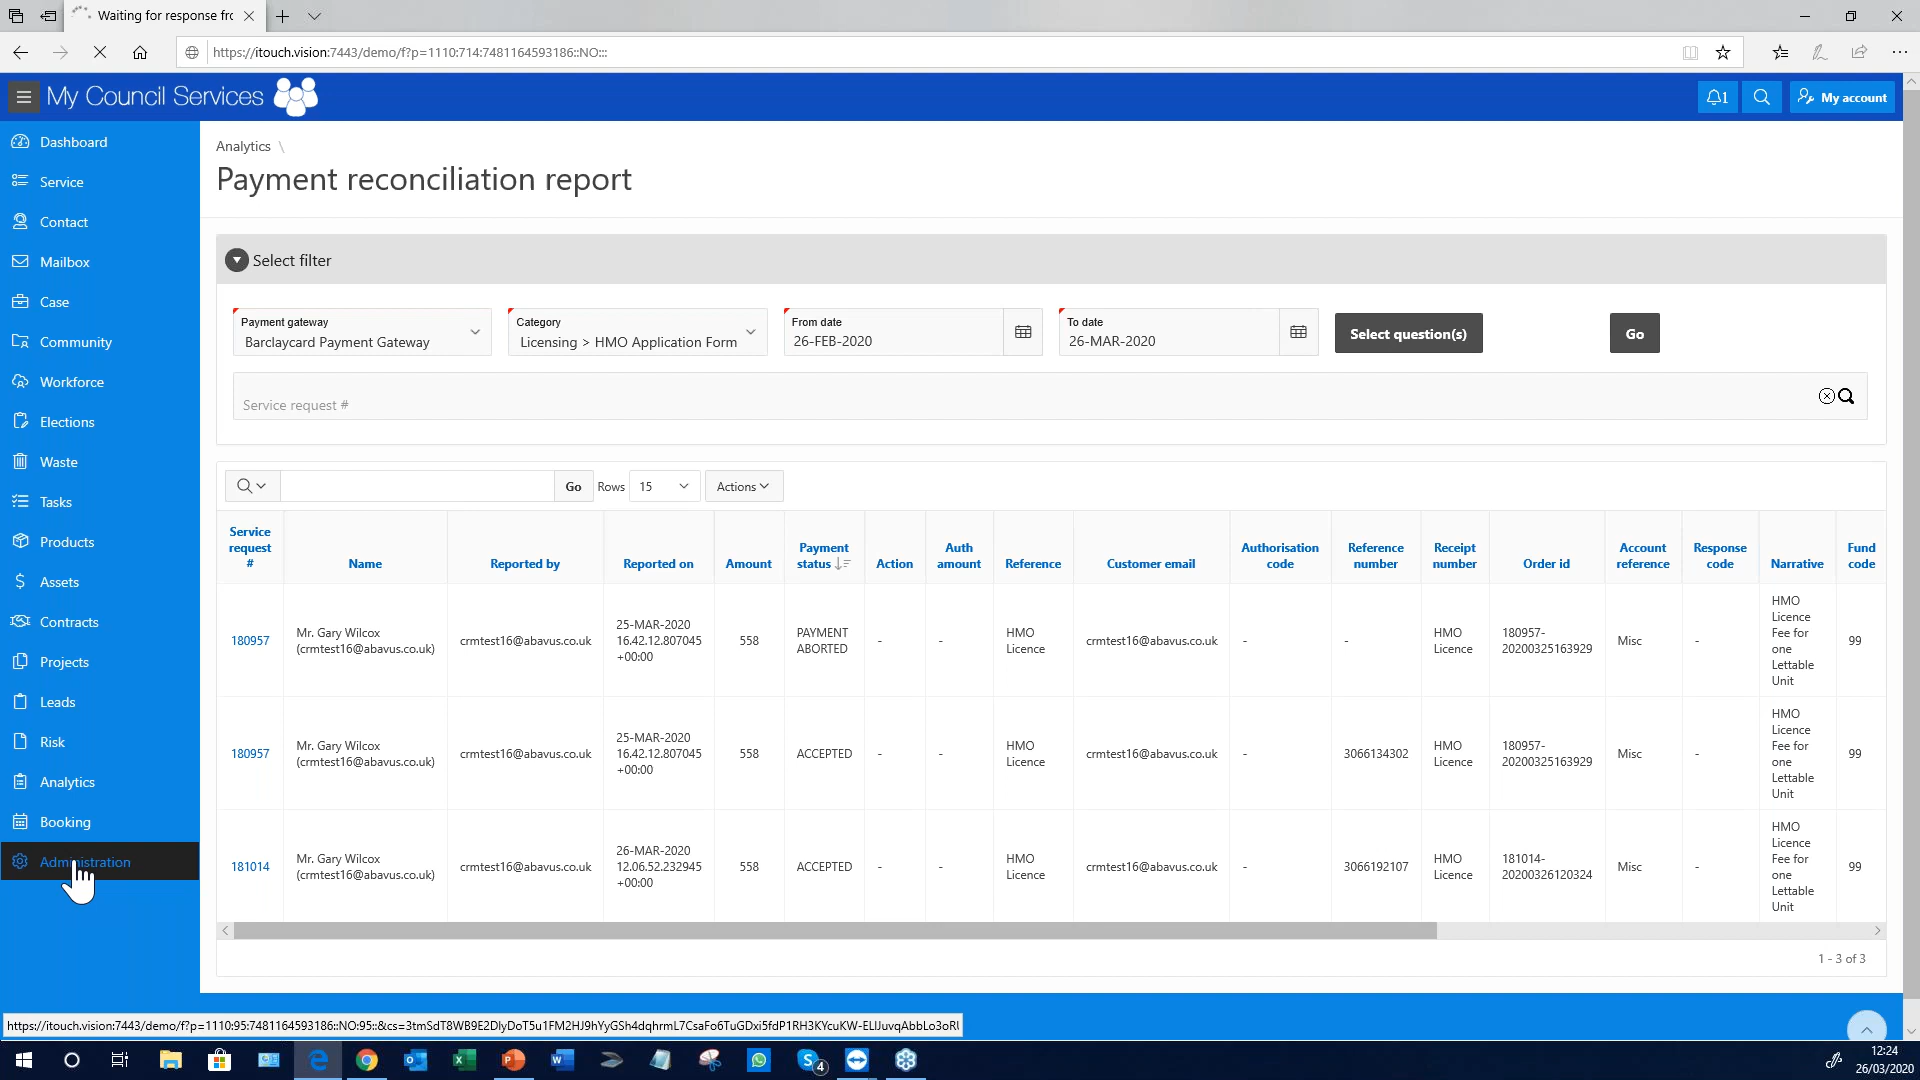 Waiting for response fr
https://itouch.vision:7443/demo/f?p=1110:714:7481164593186::NO:::
My Council Services
1
My account
Dashboard
Service
Contact
Mailbox
Case
Community
Workforce
Elections
Waste
Tasks
Products
Assets
Contracts
Projects
Leads
Risk
Analytics
Booking
Administration
Analytics \
Payment reconciliation report
Select filter
Payment gateway
Barclaycard Payment Gateway
Category
Licensing > HMO Application Form
From date
26-FEB-2020
To date
26-MAR-2020
Select question(s)
Go
Service request #
Go Rows 15 Actions
Service request # Name Reported by Reported on Amount Payment status Action Auth amount Reference Customer email Authorisation code Reference number Receipt number Order id Account reference Response code Narrative Fund code
180957 Mr. Gary Wilcox (crmtest16@abavus.co.uk) crmtest16@abavus.co.uk 25-MAR-2020 16.42.12.807045 +00:00 558 PAYMENT ABORTED - - HMO Licence crmtest16@abavus.co.uk - - HMO Licence 180957-20200325163929 Misc - HMO Licence Fee for one Lettable Unit 99
180957 Mr. Gary Wilcox (crmtest16@abavus.co.uk) crmtest16@abavus.co.uk 25-MAR-2020 16.42.12.807045 +00:00 558 ACCEPTED - - HMO Licence crmtest16@abavus.co.uk - 3066134302 HMO Licence 180957-20200325163929 Misc - HMO Licence Fee for one Lettable Unit 99
181014 Mr. Gary Wilcox (crmtest16@abavus.co.uk) crmtest16@abavus.co.uk 26-MAR-2020 12.06.52.232945 +00:00 558 ACCEPTED - - HMO Licence crmtest16@abavus.co.uk - 3066192107 HMO Licence 181014-20200326120324 Misc - HMO Licence Fee for one Lettable Unit 99
1 - 3 of 3
4
12:24
26/03/2020